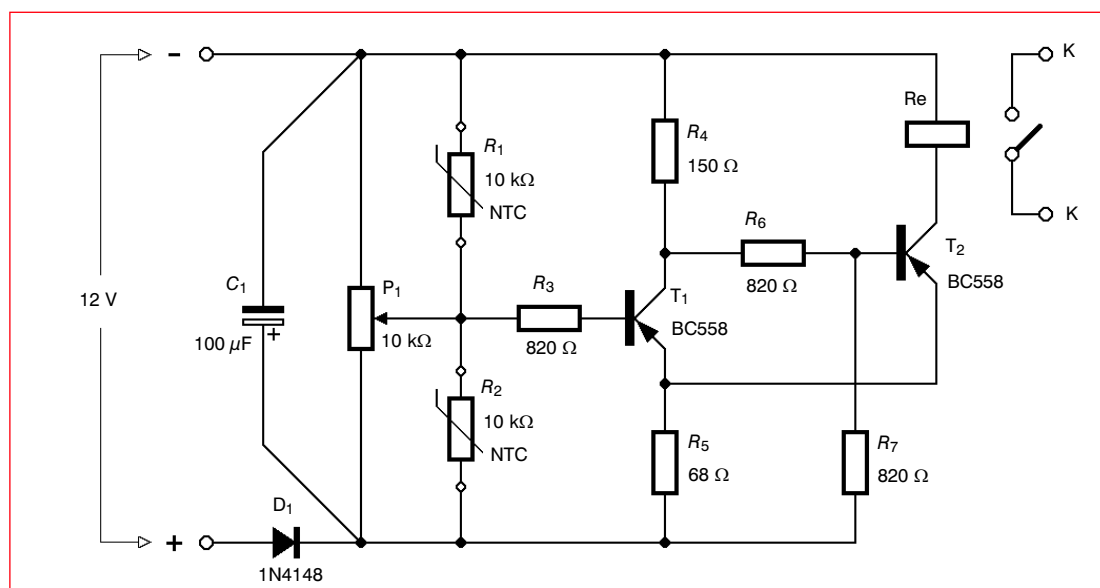 12 V
-
+
C1
100 µF
P1
10 kΩ
D1
1N4148
R1
10 kΩ
NTC
R2
10 kΩ
NTC
R3
820 Ω
R4
150 Ω
T1
BC558
R5
68 Ω
R6
820 Ω
R7
820 Ω
Re
T2
BC558
K
K